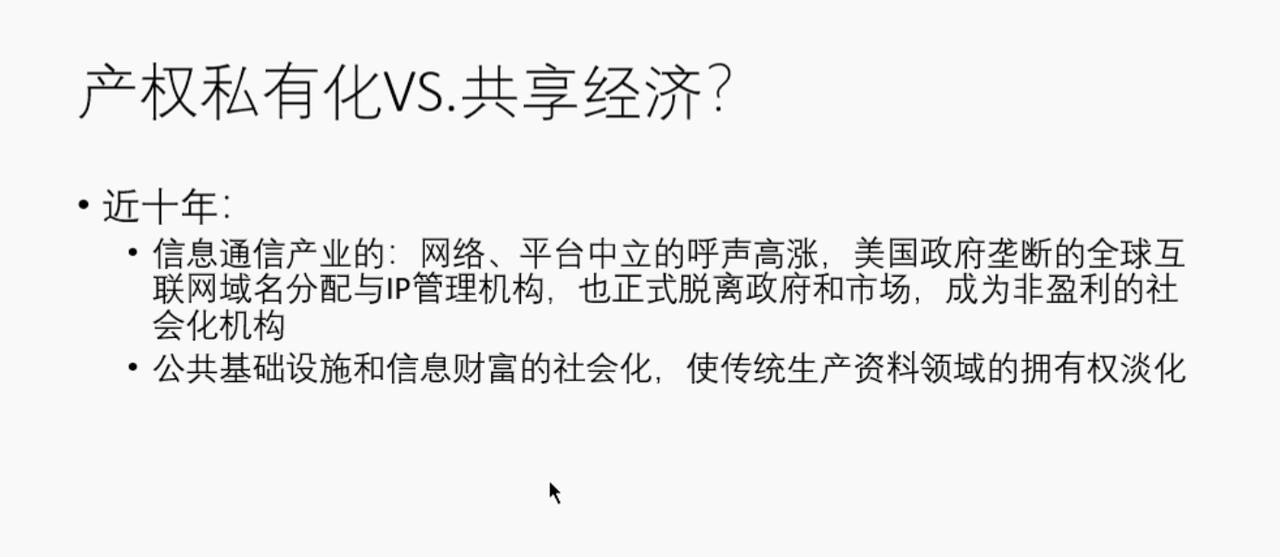 产权私有化VS.共享经济?
• 近十年:
• 信息通信产业的: 网络、平台中立的呼声高涨, 美国政府垄断的全球互
联网域名分配与IP管理机构, 也正式脱离政府和市场, 成为非盈利的社
会化机构
• 公共基础设施和信息财富的社会化, 使传统生产资料领域的拥有权淡化